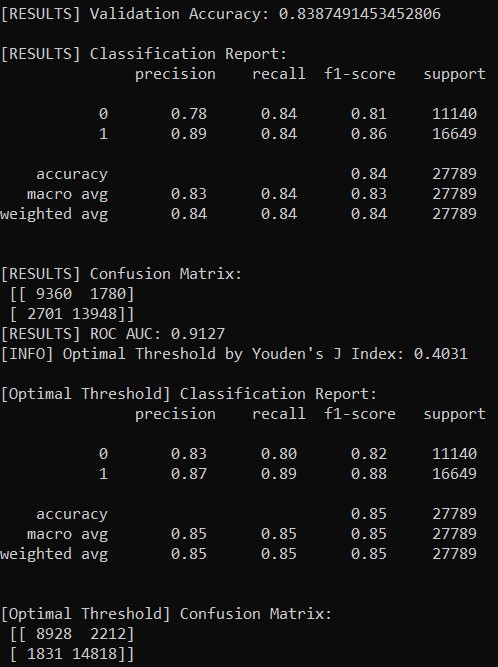 [RESULTS] Validation Accuracy: 0.8387491453452806
[RESULTS] Classification Report:
precision recall f1-score support
0 0.78 0.84 0.81 11140
1 0.89 0.84 0.86 16649
accuracy 0.84 27789
macro avg 0.83 0.84 0.83 27789
weighted avg 0.84 0.84 0.84 27789
[RESULTS] Confusion Matrix:
[[ 9360 1780]
[ 2701 13948]]
[RESULTS] ROC AUC: 0.9127
[INFO] Optimal Threshold by Youden's J Index: 0.4031
[Optimal Threshold] Classification Report:
precision recall f1-score support
0 0.83 0.80 0.82 11140
1 0.87 0.89 0.88 16649
accuracy 0.85 27789
macro avg 0.85 0.85 0.85 27789
weighted avg 0.85 0.85 0.85 27789
[Optimal Threshold] Confusion Matrix:
[[ 8928 2212]
[ 1831 14818]]